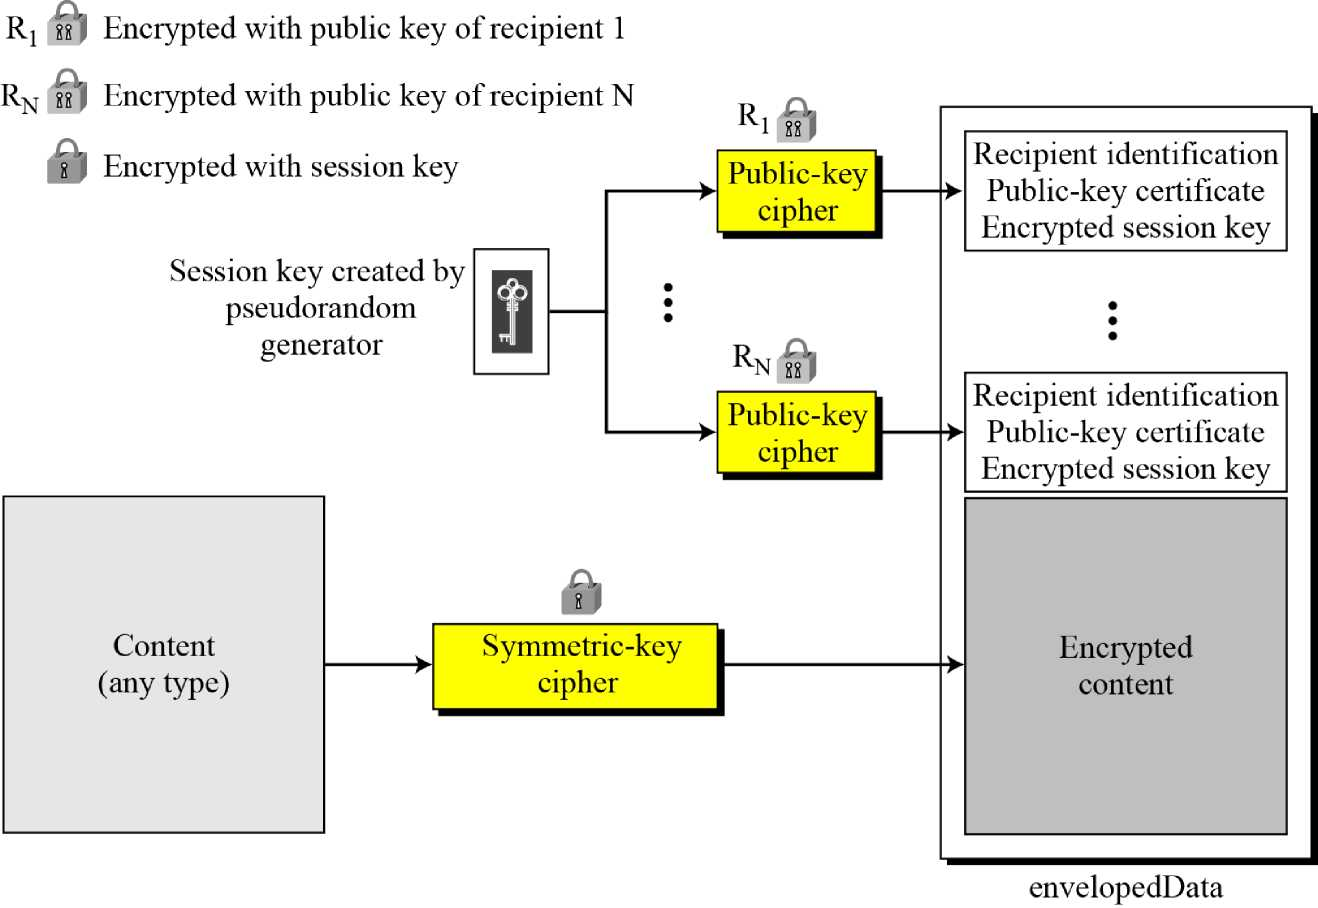 R1 Encrypted with public key of recipient 1
RN Encrypted with public key of recipient N
Encrypted with session key
R1
Public-key
cipher
Recipient identification
Public-key certificate
Encrypted session key
Session key created by
pseudorandom
generator
RN
Public-key
cipher
Recipient identification
Public-key certificate
Encrypted session key
Content
(any type)
Symmetric-key
cipher
Encrypted
content
envelopedData